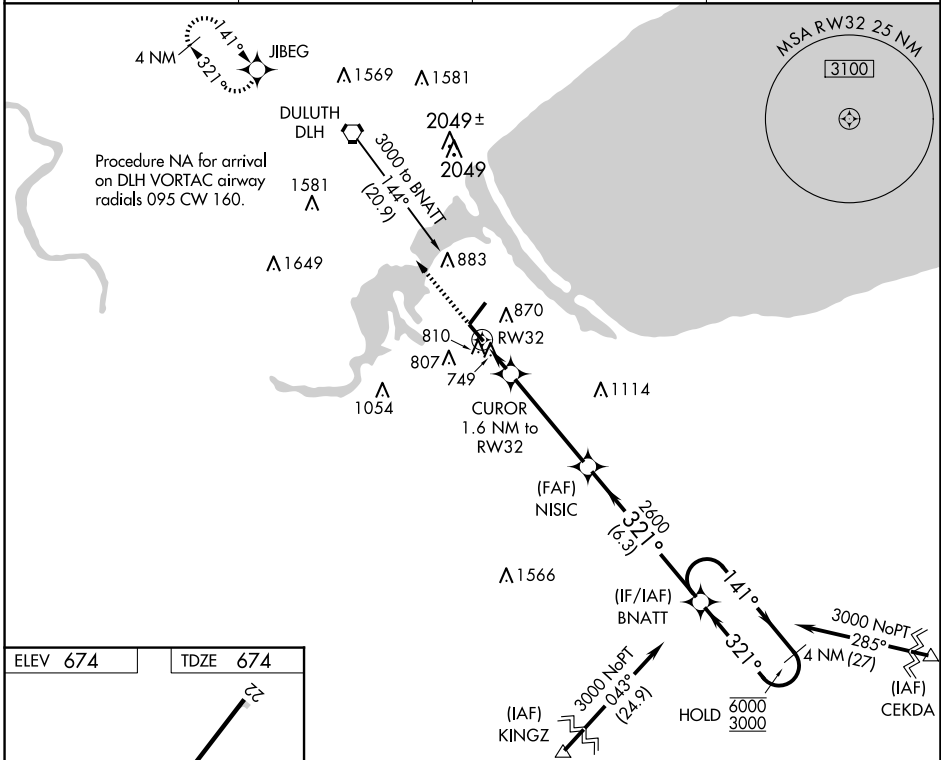 141°
4 NM
321°
JIBEG
1569
1581
MSA RW32 25 NM
3100
DULUTH
DLH
2049 ±
2049
3000 to BNATT
144°
(20.9)
Procedure NA for arrival
on DLH VORTAC airway
radials 095 CW 160.
1581
1649
883
870
810
RW32
807
749
1054
1114
CUROR
1.6 NM to
RW32
(FAF)
NISIC
2600
321°
(6.3)
1566
(IF/IAF)
BNATT
141°
321°
4 NM
3000 NoPT
285°
(27)
(IAF)
CEKDA
3000 NoPT
043°
(24.9)
(IAF)
KINGZ
HOLD
6000
3000
ELEV 674
TDZE 674
22